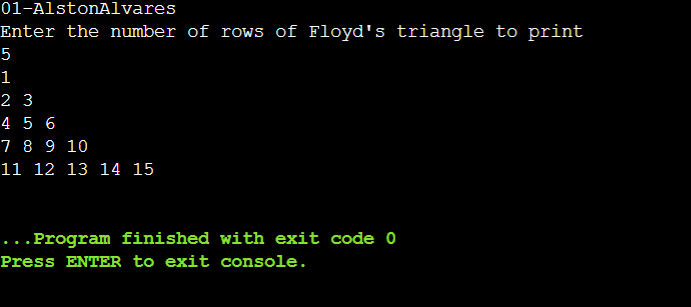 01-AlstonAlvares
Enter the number of rows of Floyd's triangle to print
5
1
2 3
4 5 6
7 8 9 10
11 12 13 14 15
...Program finished with exit code 0
Press ENTER to exit console.